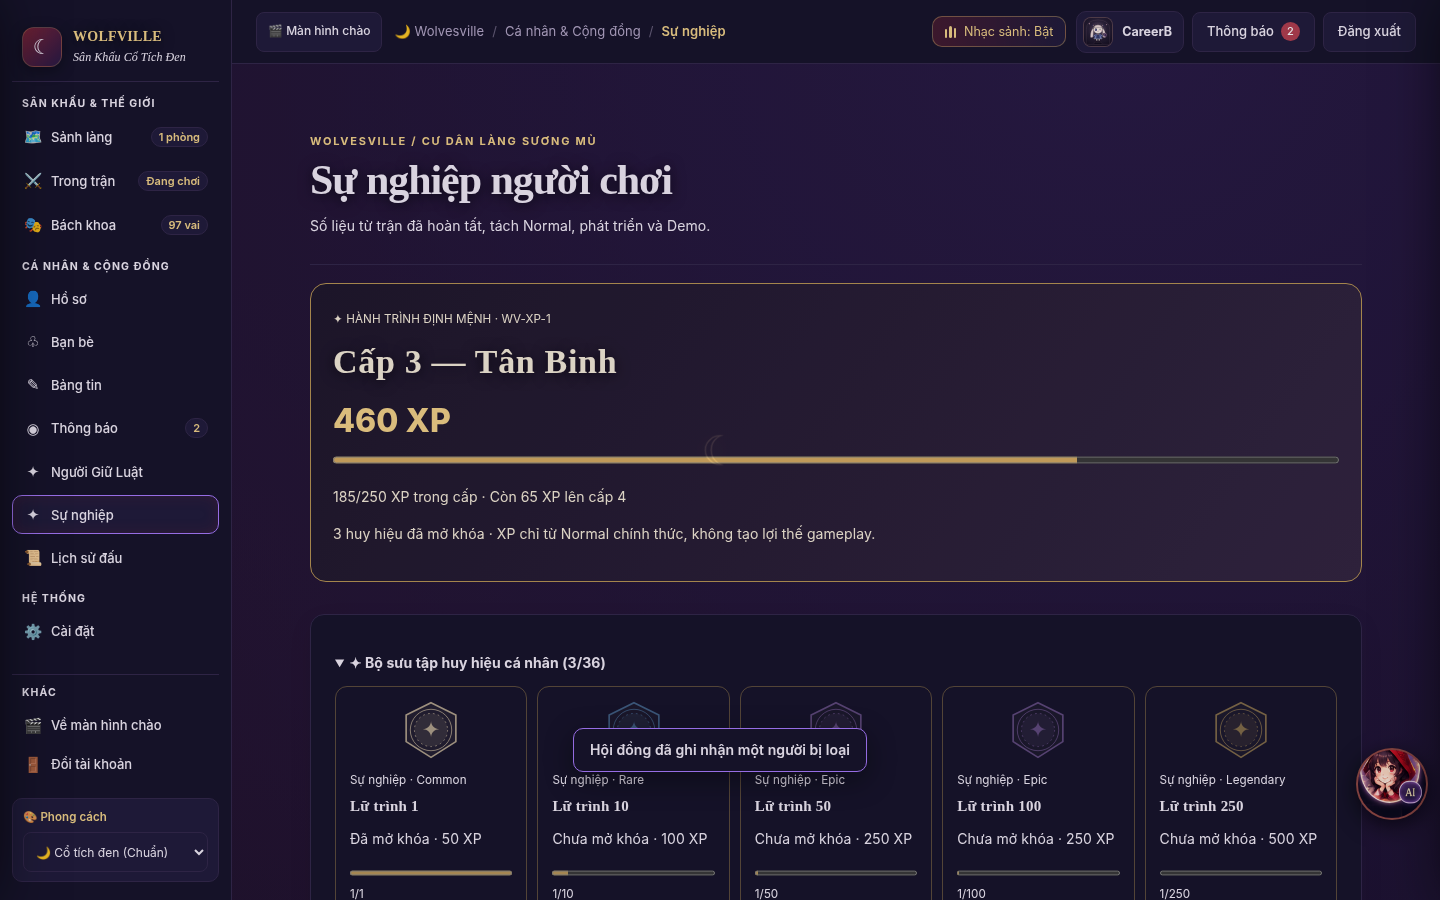 WOLFVILLE
Sân Khấu Cổ Tích Đen
SÂN KHẤU & THẾ GIỚI
Sảnh làng
1 phòng
Trong trận
Đang chơi
Bách khoa
97 vai
CÁ NHÂN & CỘNG ĐỒNG
Hồ sơ
Bạn bè
Bảng tin
Thông báo
2
Người Giữ Luật
Sự nghiệp
Lịch sử đấu
HỆ THỐNG
Cài đặt
KHÁC
Về màn hình chào
Đổi tài khoản
Phong cách
Cổ tích đen (Chuẩn)
Màn hình chào
Wolvesville / Cá nhân & Cộng đồng / Sự nghiệp
Nhạc sảnh: Bật
CareerB
Thông báo 2
Đăng xuất
WOLVESVILLE / CƯ DÂN LÀNG SƯƠNG MÙ
Sự nghiệp người chơi
Số liệu từ trận đã hoàn tất, tách Normal, phát triển và Demo.
✦ HÀNH TRÌNH ĐỊNH MỆNH · WV-XP-1
Cấp 3 — Tân Binh
460 XP
185/250 XP trong cấp · Còn 65 XP lên cấp 4
3 huy hiệu đã mở khóa · XP chỉ từ Normal chính thức, không tạo lợi thế gameplay.
▼ ✦ Bộ sưu tập huy hiệu cá nhân (3/36)
Hội đồng đã ghi nhận một người bị loại
Sự nghiệp · Common
Lữ trình 1
Đã mở khóa · 50 XP
1/1
Sự nghiệp · Rare
Lữ trình 10
Chưa mở khóa · 100 XP
1/10
Sự nghiệp · Epic
Lữ trình 50
Chưa mở khóa · 250 XP
1/50
Sự nghiệp · Epic
Lữ trình 100
Chưa mở khóa · 250 XP
1/100
Sự nghiệp · Legendary
Lữ trình 250
Chưa mở khóa · 500 XP
1/250
AI